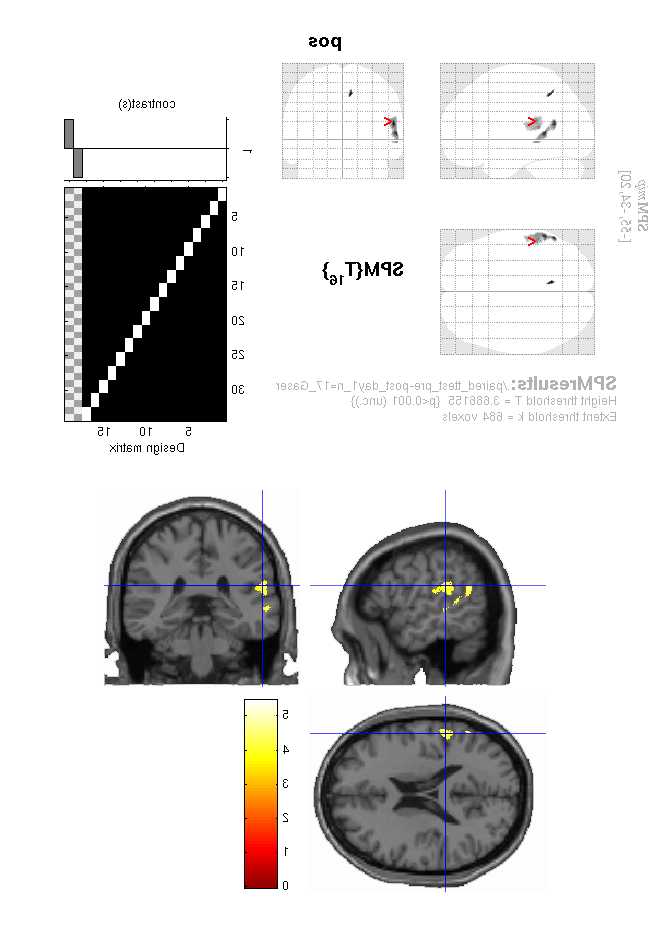 pos
contrast(s)
1
5
10
15
20
25
30
15 10 5
Design matrix
SPMmip
[-55, -34, 20]
<
<
<
SPM{T16}
SPMresults: ./paired_ttest_pre-post_day1_n=17_Gaser
Height threshold T = 3.686155 {p<0.001 (unc.)}
Extent threshold k = 664 voxels
5
4
3
2
1
0